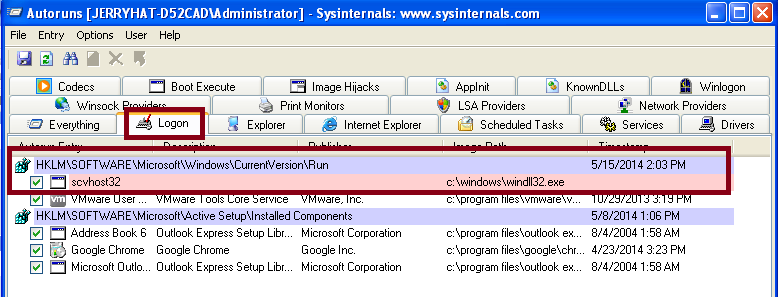 Autoruns [JERRYHAT-D52CAD\Administrator] - Sysinternals: www.sysinternals.com
File Entry Options User Help
Codecs Boot Execute Image Hijacks AppInit KnownDLLs Winlogon
Winsock Providers Print Monitors LSA Providers Network Providers
Everything Logon Explorer Internet Explorer Scheduled Tasks Services Drivers
Autorun Entry Description Publisher Image Path Timestamp
HKLM\SOFTWARE\Microsoft\Windows\CurrentVersion\Run 5/15/2014 2:03 PM
scvhost32 c:\windows\windll32.exe
VMware User ... VMware Tools Core Service VMware, Inc. c:\program files\vmware\v... 10/29/2013 3:19 PM
HKLM\SOFTWARE\Microsoft\Active Setup\Installed Components 5/8/2014 1:06 PM
Address Book 6 Outlook Express Setup Libr... Microsoft Corporation c:\program files\outlook ex... 8/4/2004 1:58 AM
Google Chrome Google Chrome Google Inc. c:\program files\google\chr... 4/23/2014 3:23 PM
Microsoft Outlo... Outlook Express Setup Libr... Microsoft Corporation c:\program files\outlook ex... 8/4/2004 1:58 AM